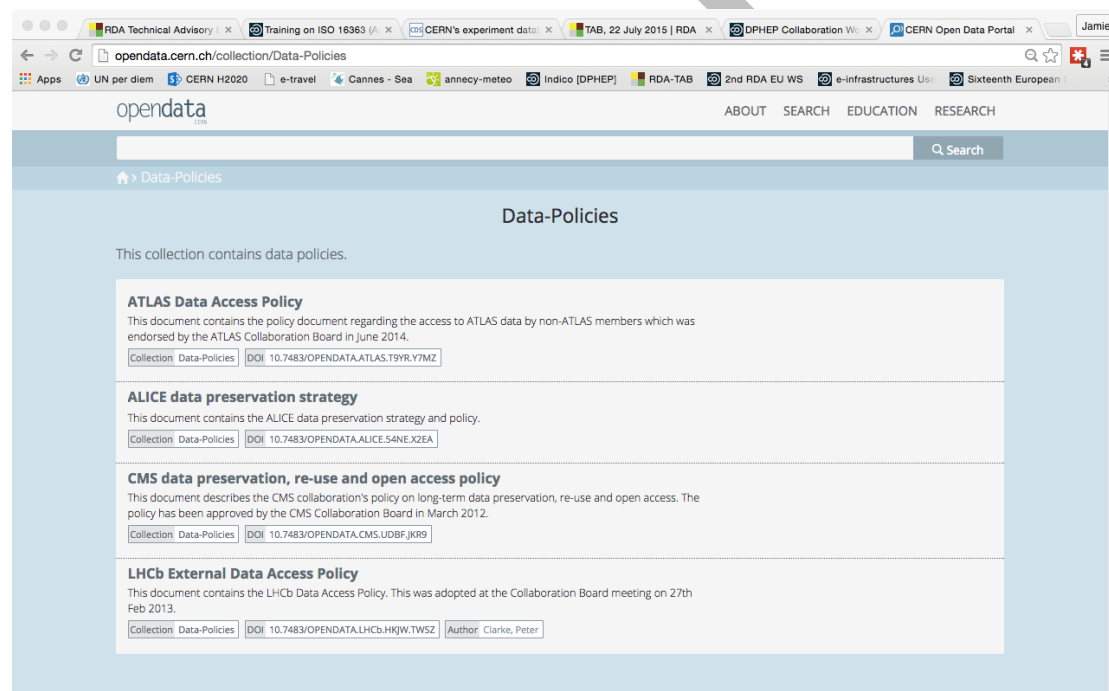 RDA Technical Advisory
Training on ISO 16363 (A
CERN's experiment data
TAB, 22 July 2015 | RDA
DPHEP Collaboration Wo
CERN Open Data Portal
Jamie
opendata.cern.ch/collection/Data-Policies
Apps
UN per diem
CERN H2020
e-travel
Cannes - Sea
annecy-meteo
Indico [DPHEP]
RDA-TAB
2nd RDA EU WS
e-infrastructures Use
Sixteenth European
opendata
CERN
ABOUT SEARCH EDUCATION RESEARCH
Search
> Data-Policies
Data-Policies
This collection contains data policies.
ATLAS Data Access Policy
This document contains the policy document regarding the access to ATLAS data by non-ATLAS members which was
endorsed by the ATLAS Collaboration Board in June 2014.
Collection Data-Policies DOI 10.7483/OPENDATA.ATLAS.T9YR.Y7MZ
ALICE data preservation strategy
This document contains the ALICE data preservation strategy and policy.
Collection Data-Policies DOI 10.7483/OPENDATA.ALICE.54NE.X2EA
CMS data preservation, re-use and open access policy
This document describes the CMS collaboration's policy on long-term data preservation, re-use and open access. The
policy has been approved by the CMS Collaboration Board in March 2012.
Collection Data-Policies DOI 10.7483/OPENDATA.CMS.UDBF.JKR9
LHCb External Data Access Policy
This document contains the LHCb Data Access Policy. This was adopted at the Collaboration Board meeting on 27th
Feb 2013.
Collection Data-Policies DOI 10.7483/OPENDATA.LHCb.HKJW.TWSZ Author Clarke, Peter